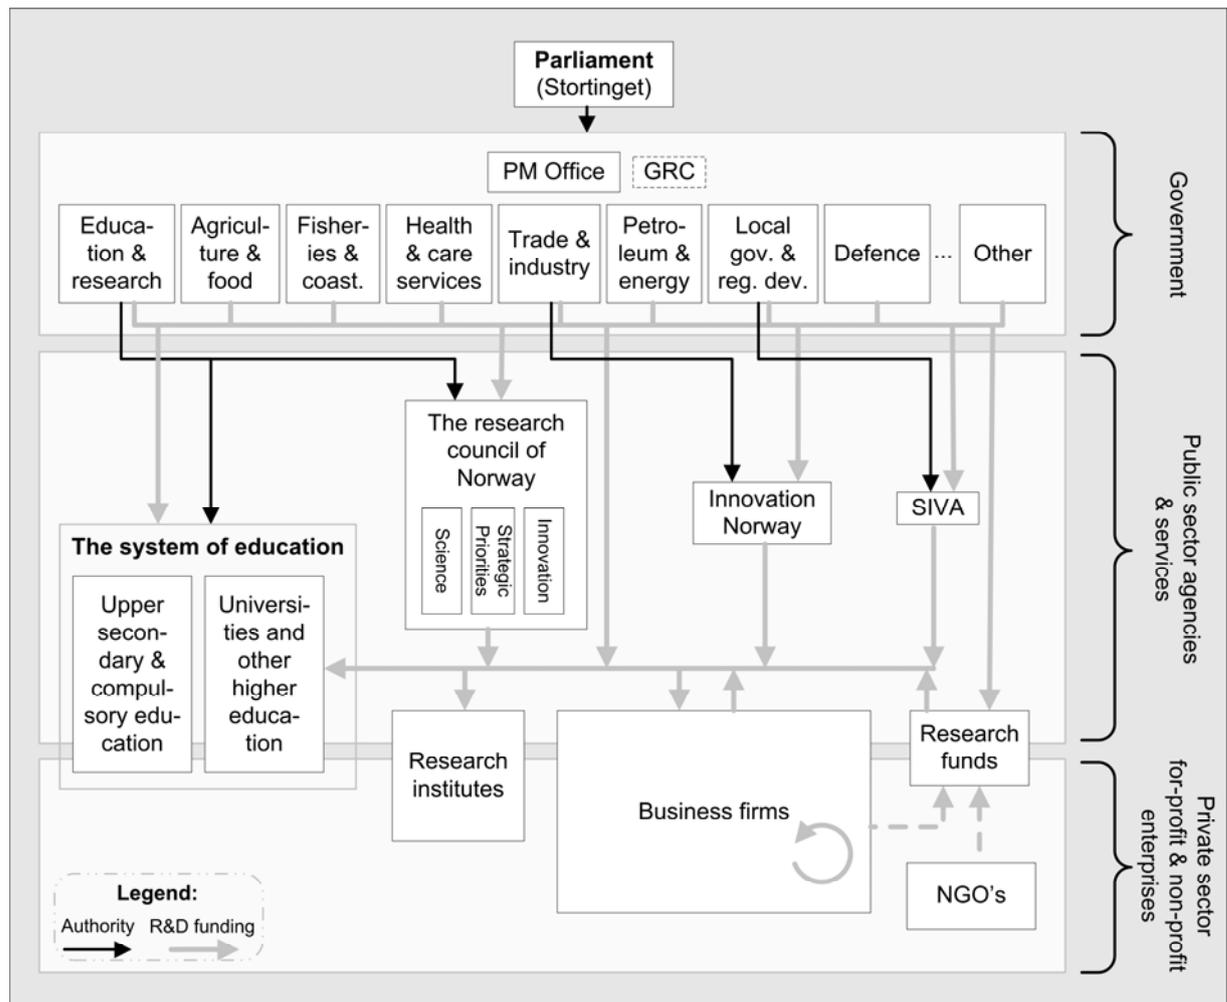 Parliament
(Stortinget)
PM Office
GRC
Educa-
tion &
research
Agricul-
ture &
food
Fisher-
ies &
coast.
Health
& care
services
Trade &
industry
Petro-
leum &
energy
Local
gov. &
reg. dev.
Defence
...
Other
Government
The research
council of
Norway
Science
Strategic
Priorities
Innovation
Innovation
Norway
SIVA
Public sector agencies
& services
The system of education
Upper
secon-
dary &
compul-
sory edu-
cation
Universi-
ties and
other
higher
educa-
tion
Research
institutes
Business firms
Research
funds
NGO's
Private sector
for-profit & non-profit
enterprises
Legend:
Authority
R&D funding